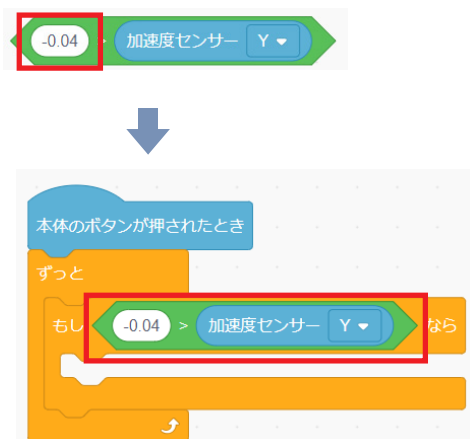 -0.04 > 加速度センサー Y
本体のボタンが押されたとき
ずっと
もし -0.04 > 加速度センサー Y なら